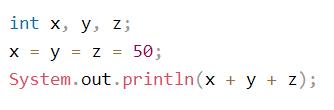 int x, y, z;
x = y = z = 50;
System.out.println(x + y + z);